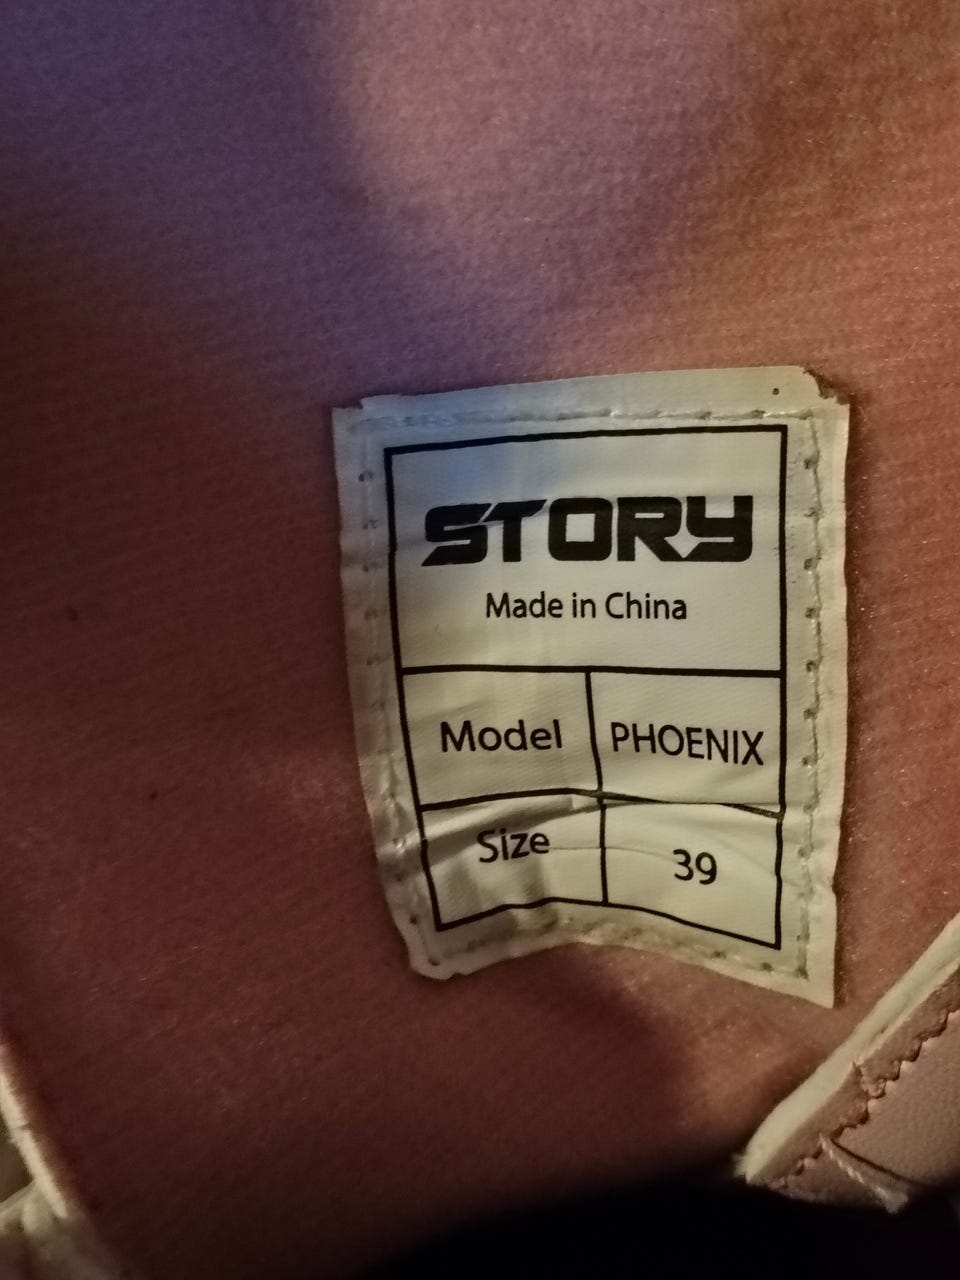 STORY
Made in China
Model PHOENIX
Size 39